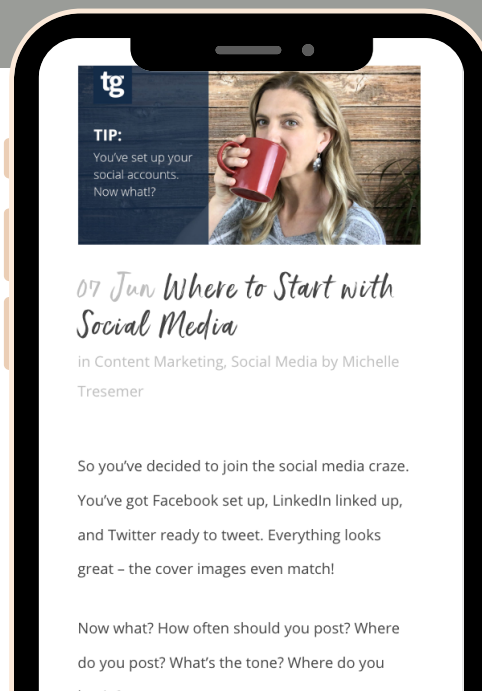 tg
TIP:
You've set up your
social accounts.
Now what!?
07 Jun Where to Start with
Social Media
in Content Marketing, Social Media by Michelle
Tresemer
So you've decided to join the social media craze.
You've got Facebook set up, LinkedIn linked up,
and Twitter ready to tweet. Everything looks
great – the cover images even match!
Now what? How often should you post? Where
do you post? What's the tone? Where do you